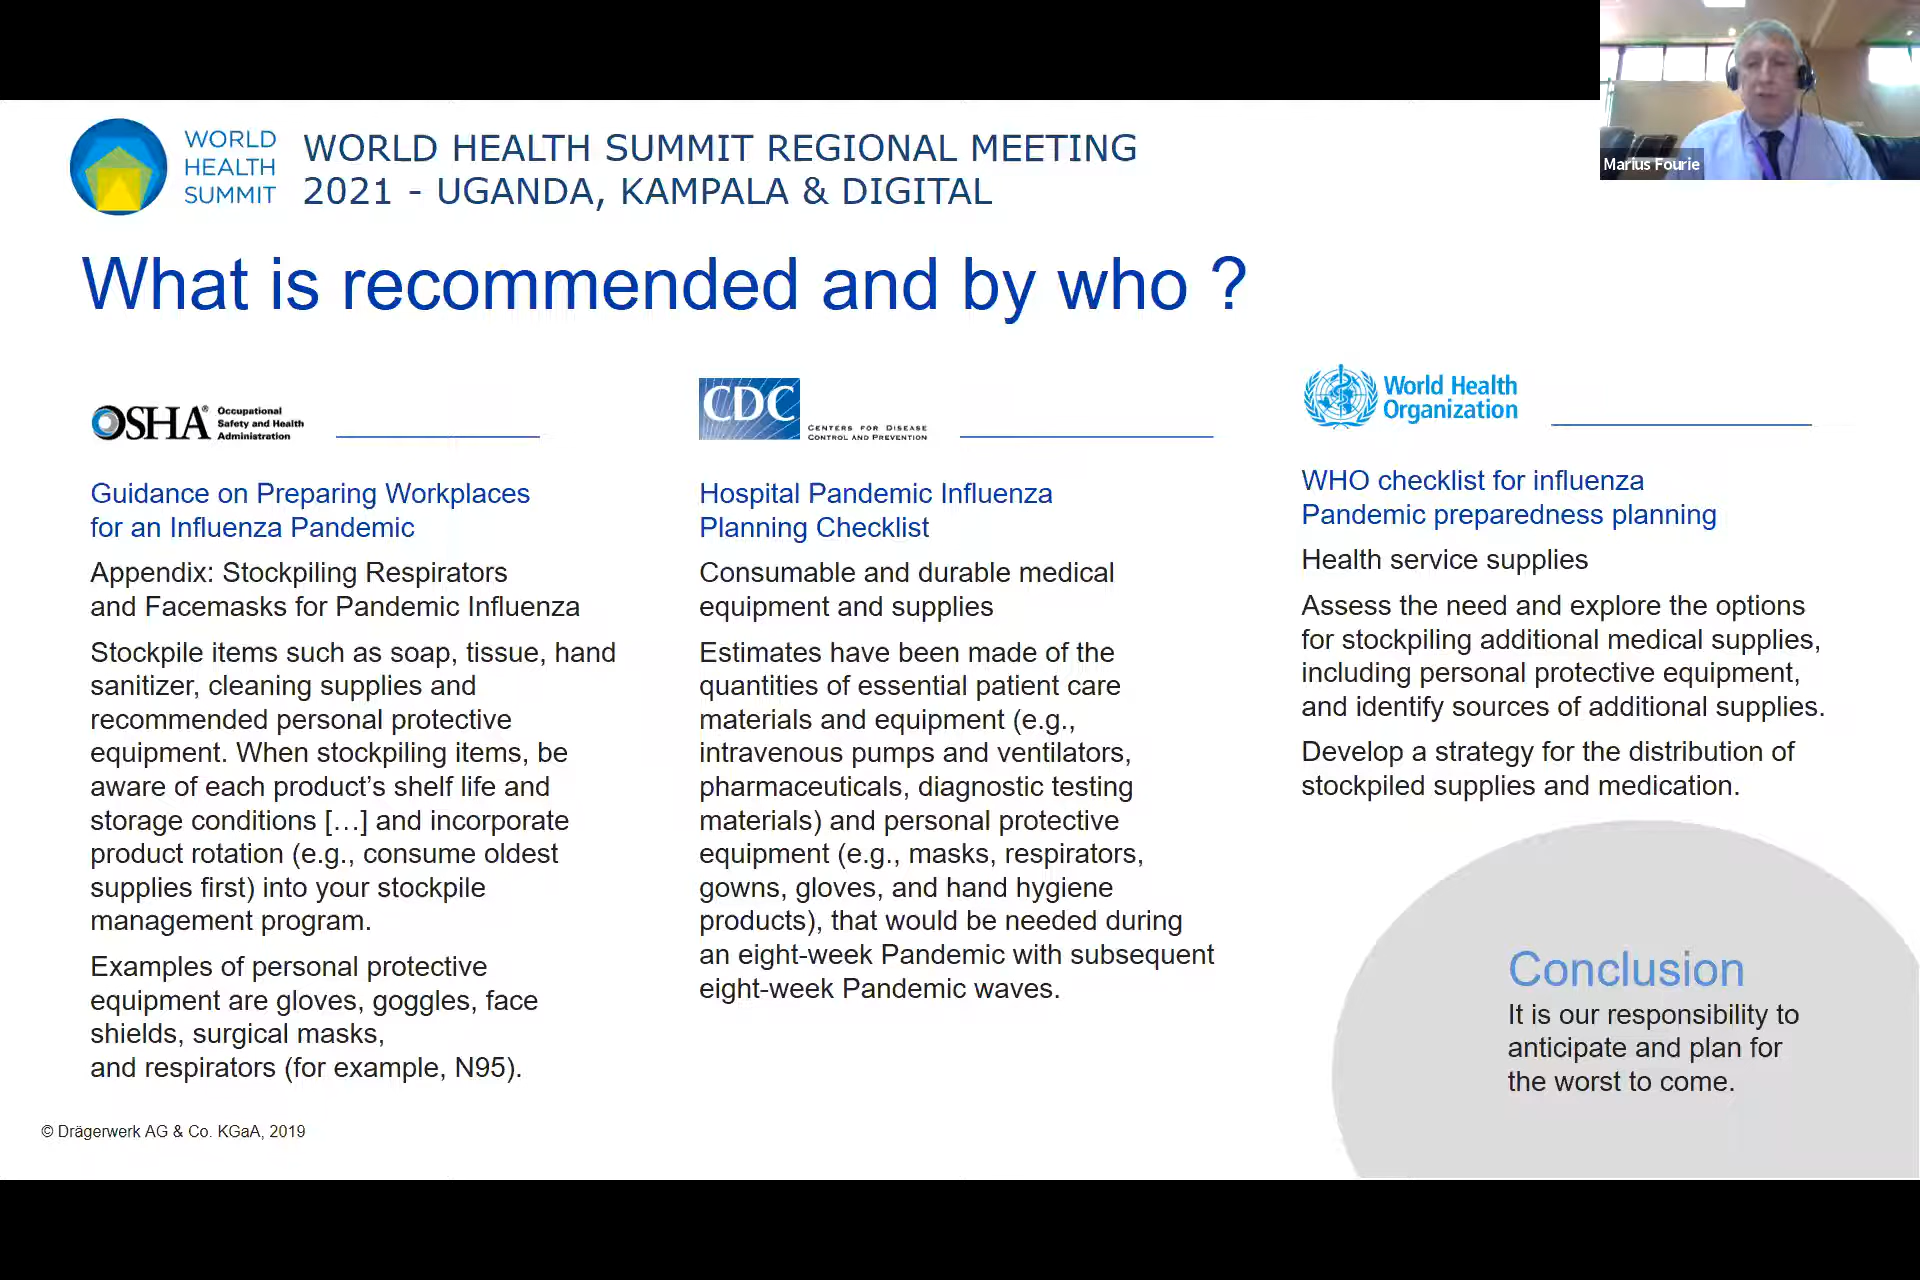 Marius Fourie
WORLD
HEALTH
SUMMIT
WORLD HEALTH SUMMIT REGIONAL MEETING
2021 - UGANDA, KAMPALA & DIGITAL
What is recommended and by who ?
OSHA®
Occupational
Safety and Health
Administration
Guidance on Preparing Workplaces
for an Influenza Pandemic
Appendix: Stockpiling Respirators
and Facemasks for Pandemic Influenza
Stockpile items such as soap, tissue, hand
sanitizer, cleaning supplies and
recommended personal protective
equipment. When stockpiling items, be
aware of each product’s shelf life and
storage conditions […] and incorporate
product rotation (e.g., consume oldest
supplies first) into your stockpile
management program.
Examples of personal protective
equipment are gloves, goggles, face
shields, surgical masks,
and respirators (for example, N95).
CDC
CENTERS FOR DISEASE
CONTROL AND PREVENTION
Hospital Pandemic Influenza
Planning Checklist
Consumable and durable medical
equipment and supplies
Estimates have been made of the
quantities of essential patient care
materials and equipment (e.g.,
intravenous pumps and ventilators,
pharmaceuticals, diagnostic testing
materials) and personal protective
equipment (e.g., masks, respirators,
gowns, gloves, and hand hygiene
products), that would be needed during
an eight-week Pandemic with subsequent
eight-week Pandemic waves.
World Health
Organization
WHO checklist for influenza
Pandemic preparedness planning
Health service supplies
Assess the need and explore the options
for stockpiling additional medical supplies,
including personal protective equipment,
and identify sources of additional supplies.
Develop a strategy for the distribution of
stockpiled supplies and medication.
Conclusion
It is our responsibility to
anticipate and plan for
the worst to come.
© Drägerwerk AG & Co. KGaA, 2019